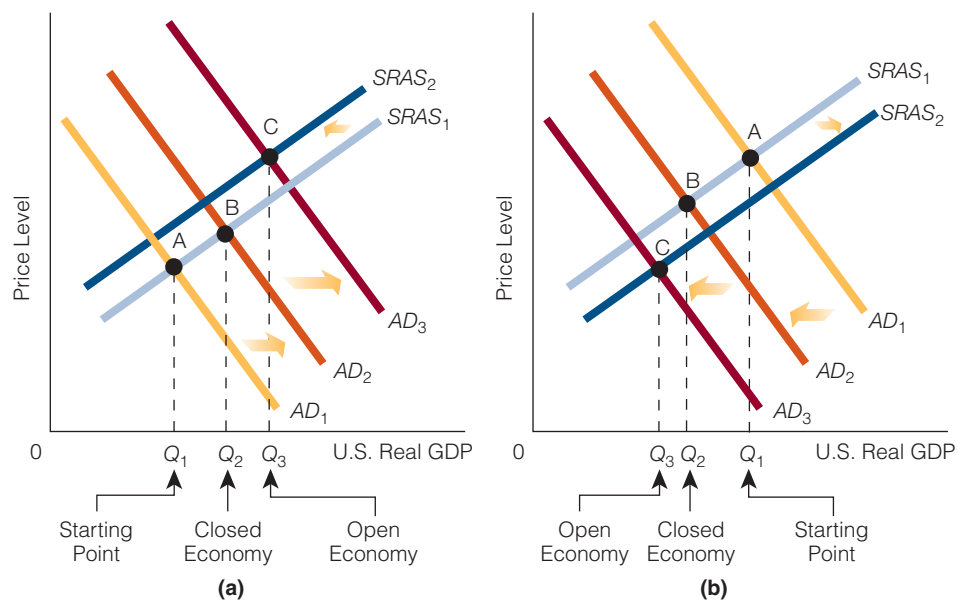 SRAS2
SRAS1
C
B
A
Price Level
AD3
AD2
AD1
0
Q1
Q2
Q3
U.S. Real GDP
Starting
Point
Closed
Economy
Open
Economy
(a)
SRAS1
SRAS2
A
B
C
Price Level
AD1
AD2
AD3
0
Q3
Q2
Q1
U.S. Real GDP
Open
Economy
Closed
Economy
Starting
Point
(b)